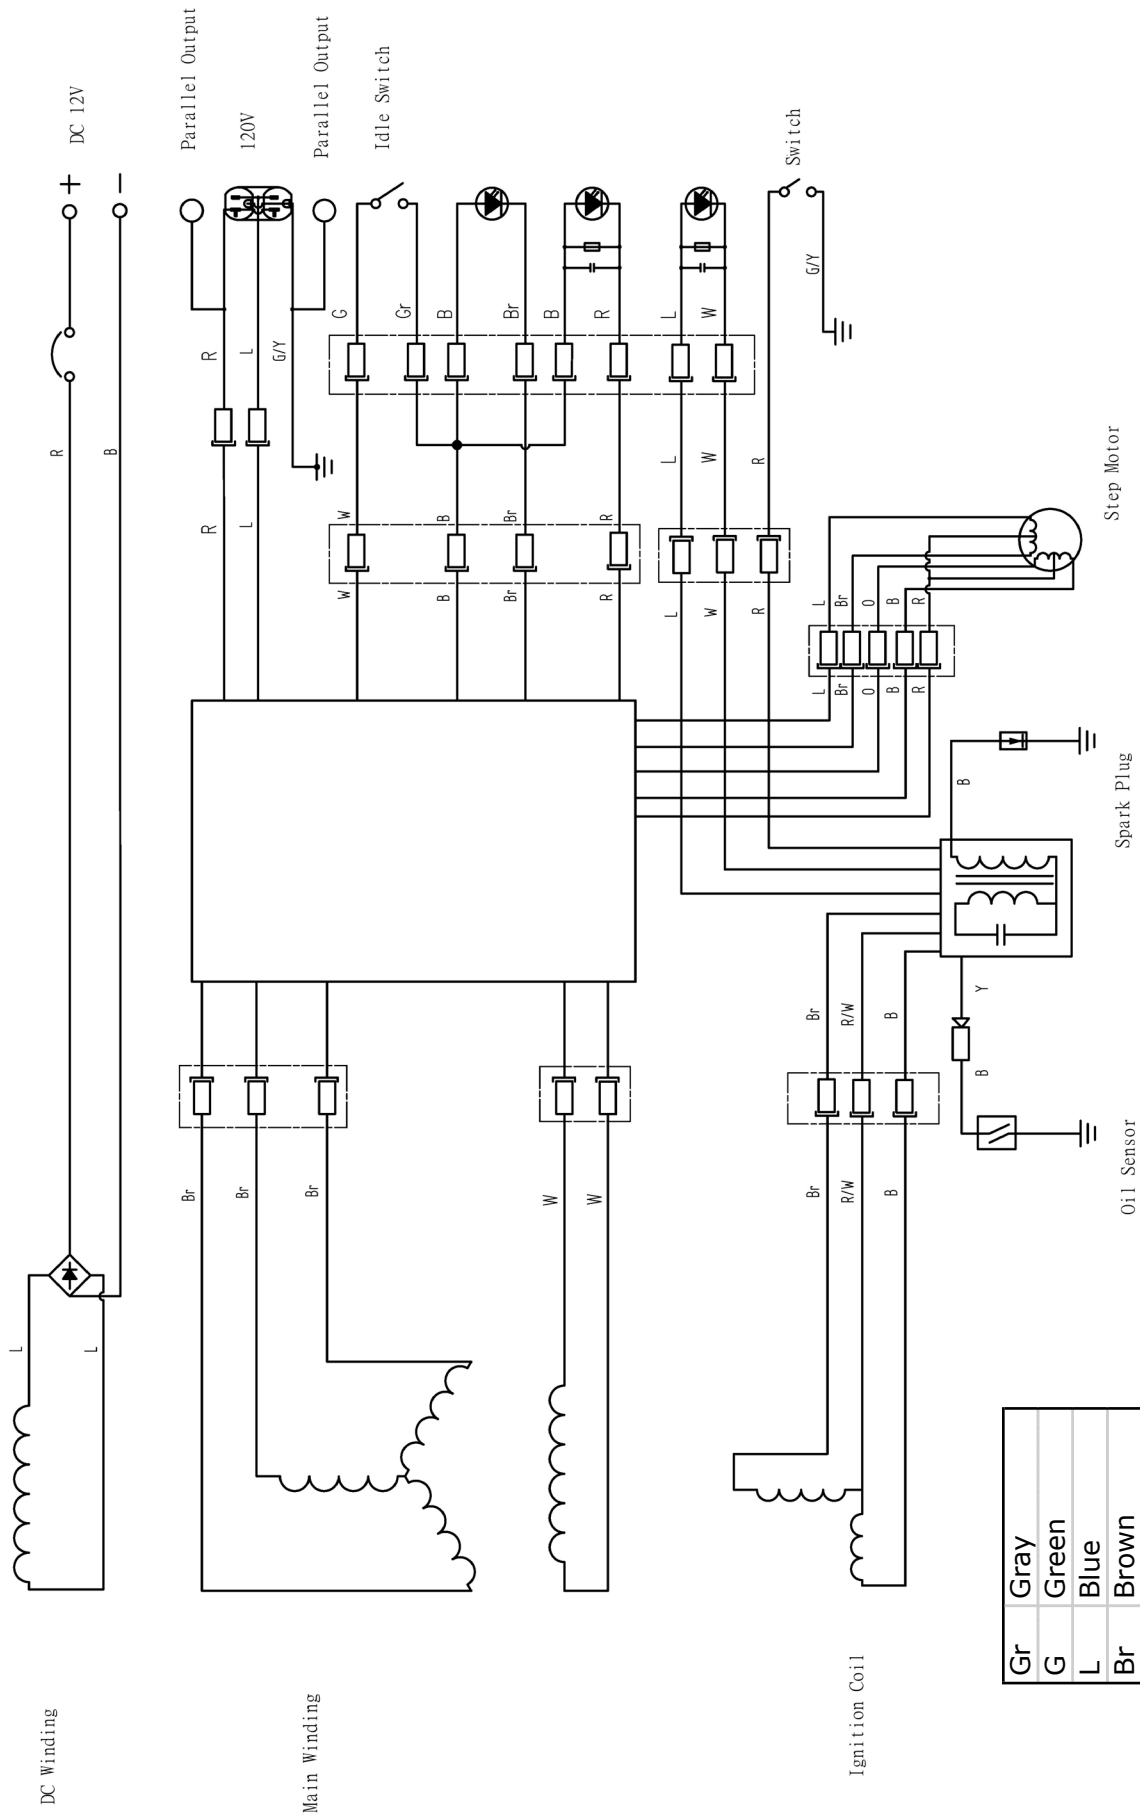 L
DC Winding
R
+
DC 12V
L
B
−
Br
Parallel Output
R R
Br
L L 120V
G/Y
Main Winding
Br
Parallel Output
W W G
Idle Switch
Gr
B B B
Br Br Br
W
B
W
R R R
L L L
W W W
R R
Switch
Br Br
G/Y
L L
Br Br
R/W R/W
Ignition Coil
O O
B B
B B
R R
B
B Y
Step Motor
Spark Plug
Oil Sensor
Gr Gray
G Green
L Blue
Br Brown